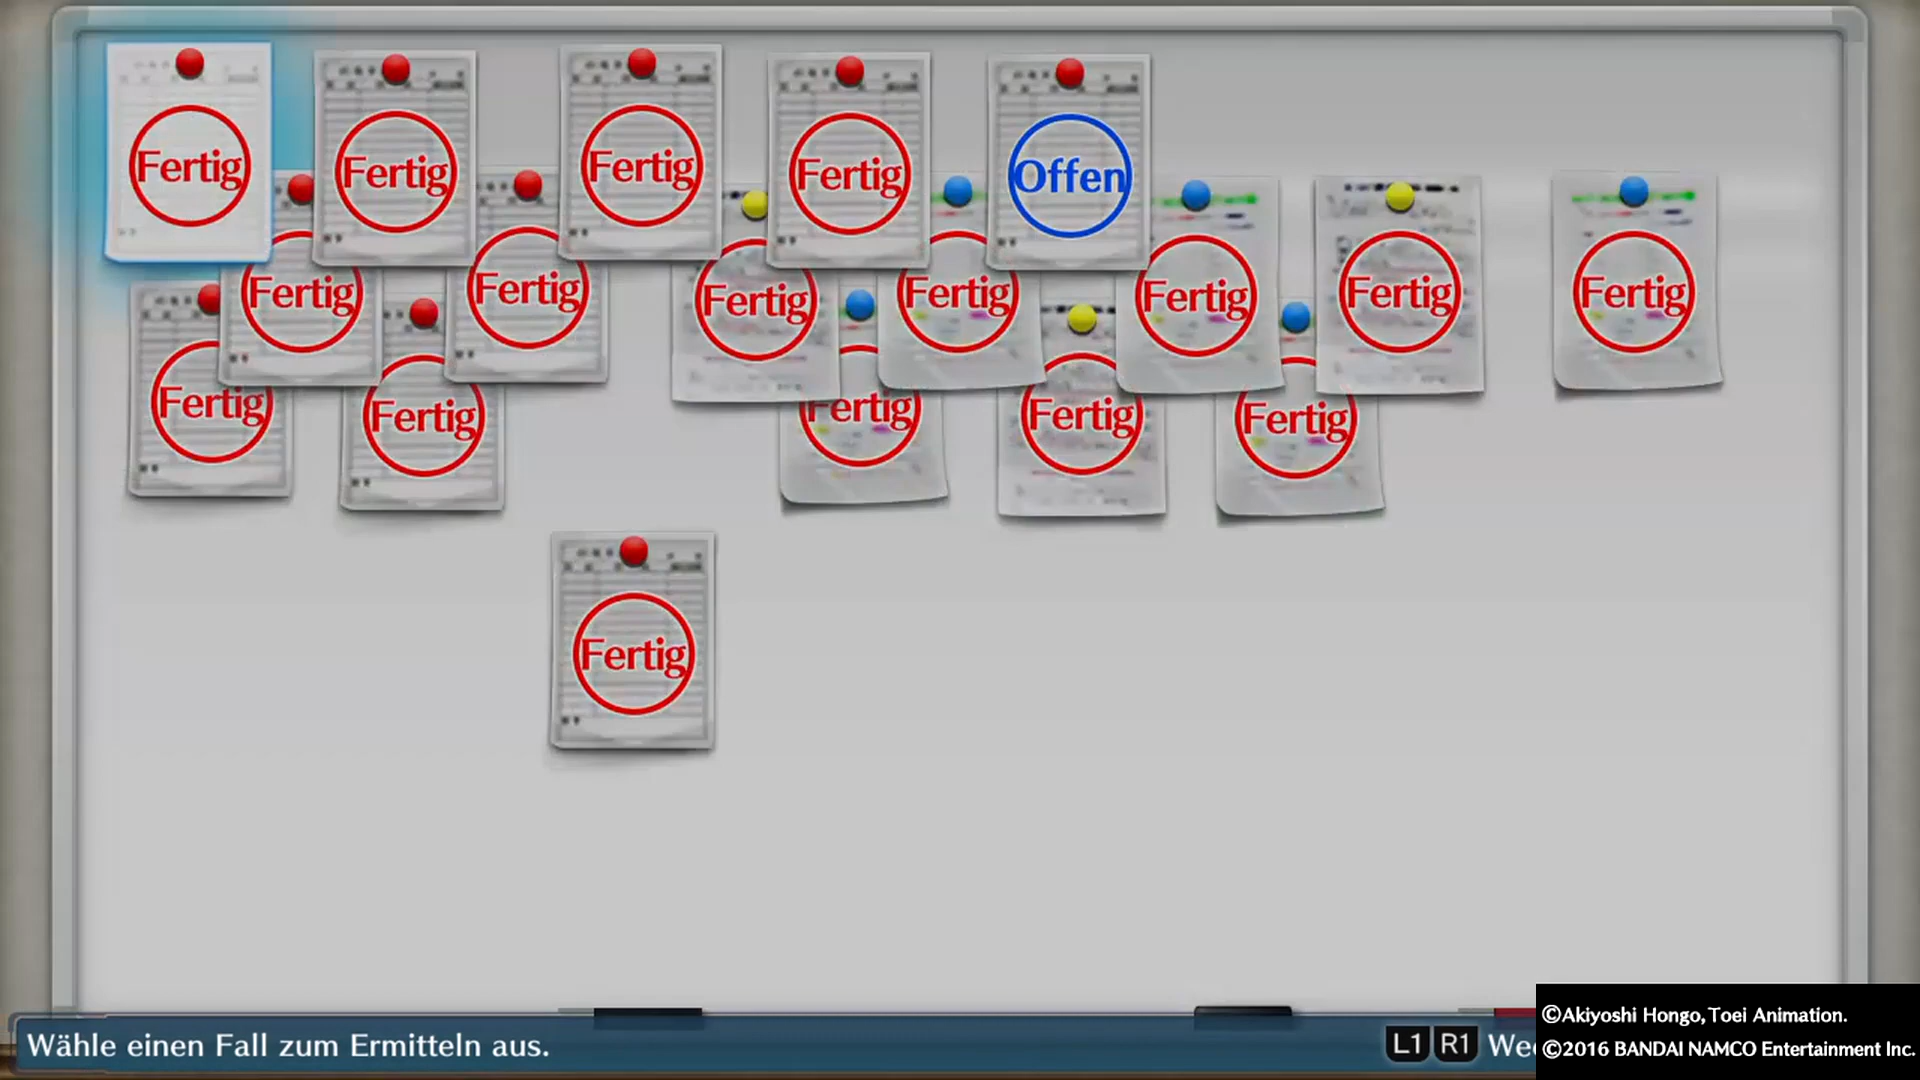 Fertig
Fertig
Fertig
Fertig
Offen
Fertig
Fertig
Fertig
Fertig
Fertig
Fertig
Fertig
Fertig
Fertig
Fertig
Fertig
Fertig
Fertig
Wähle einen Fall zum Ermitteln aus.
L1 R1
©Akiyoshi Hongo, Toei Animation.
©2016 BANDAI NAMCO Entertainment Inc.